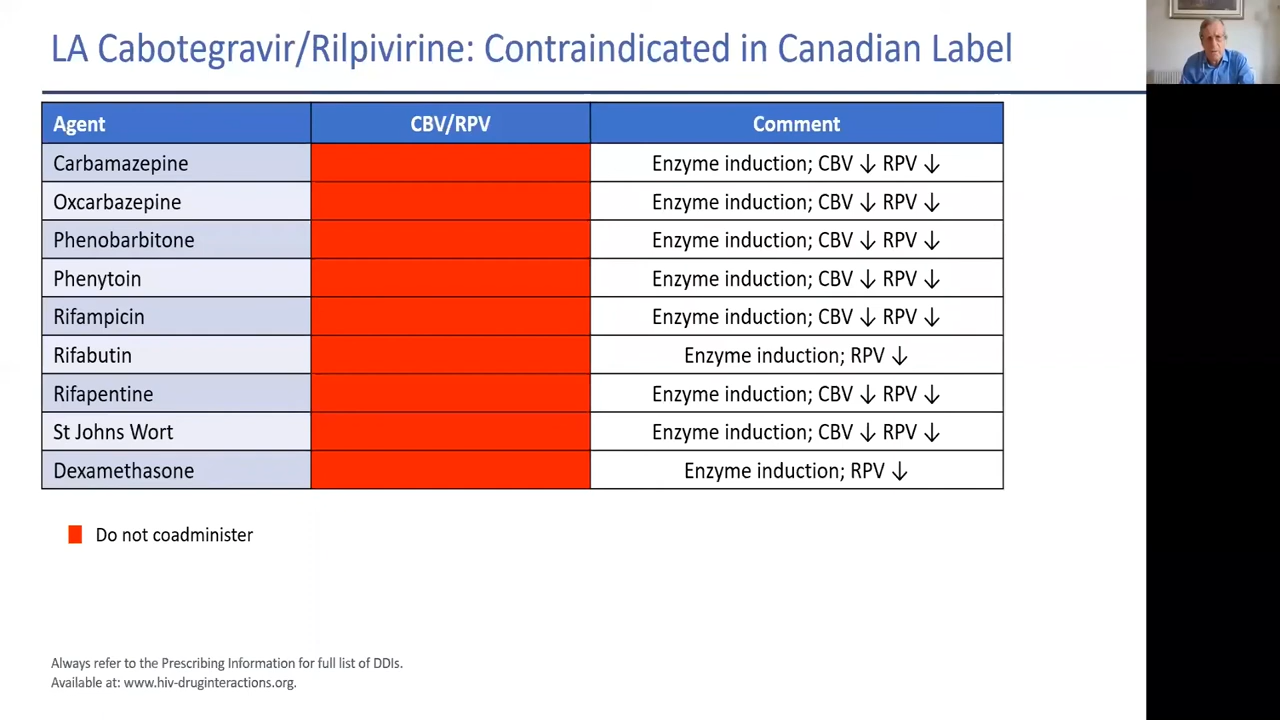 LA Cabotegravir/Rilpivirine: Contraindicated in Canadian Label
Agent CBV/RPV Comment
Carbamazepine Enzyme induction; CBV ↓ RPV ↓
Oxcarbazepine Enzyme induction; CBV ↓ RPV ↓
Phenobarbitone Enzyme induction; CBV ↓ RPV ↓
Phenytoin Enzyme induction; CBV ↓ RPV ↓
Rifampicin Enzyme induction; CBV ↓ RPV ↓
Rifabutin Enzyme induction; RPV ↓
Rifapentine Enzyme induction; CBV ↓ RPV ↓
St Johns Wort Enzyme induction; CBV ↓ RPV ↓
Dexamethasone Enzyme induction; RPV ↓
Do not coadminister
Always refer to the Prescribing Information for full list of DDIs.
Available at: www.hiv-druginteractions.org.